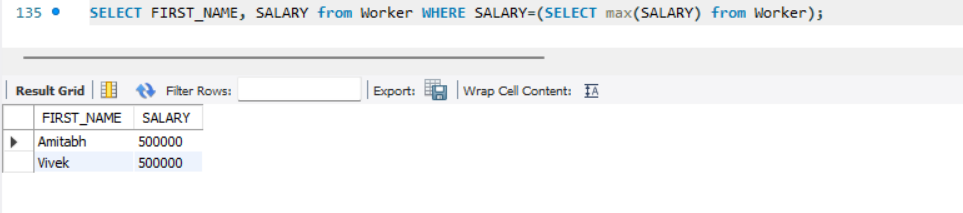 135 SELECT FIRST_NAME, SALARY from Worker WHERE SALARY=(SELECT max(SALARY) from Worker);
Result Grid Filter Rows: Export: Wrap Cell Content: IA
FIRST_NAME SALARY
Amitabh 500000
Vivek 500000